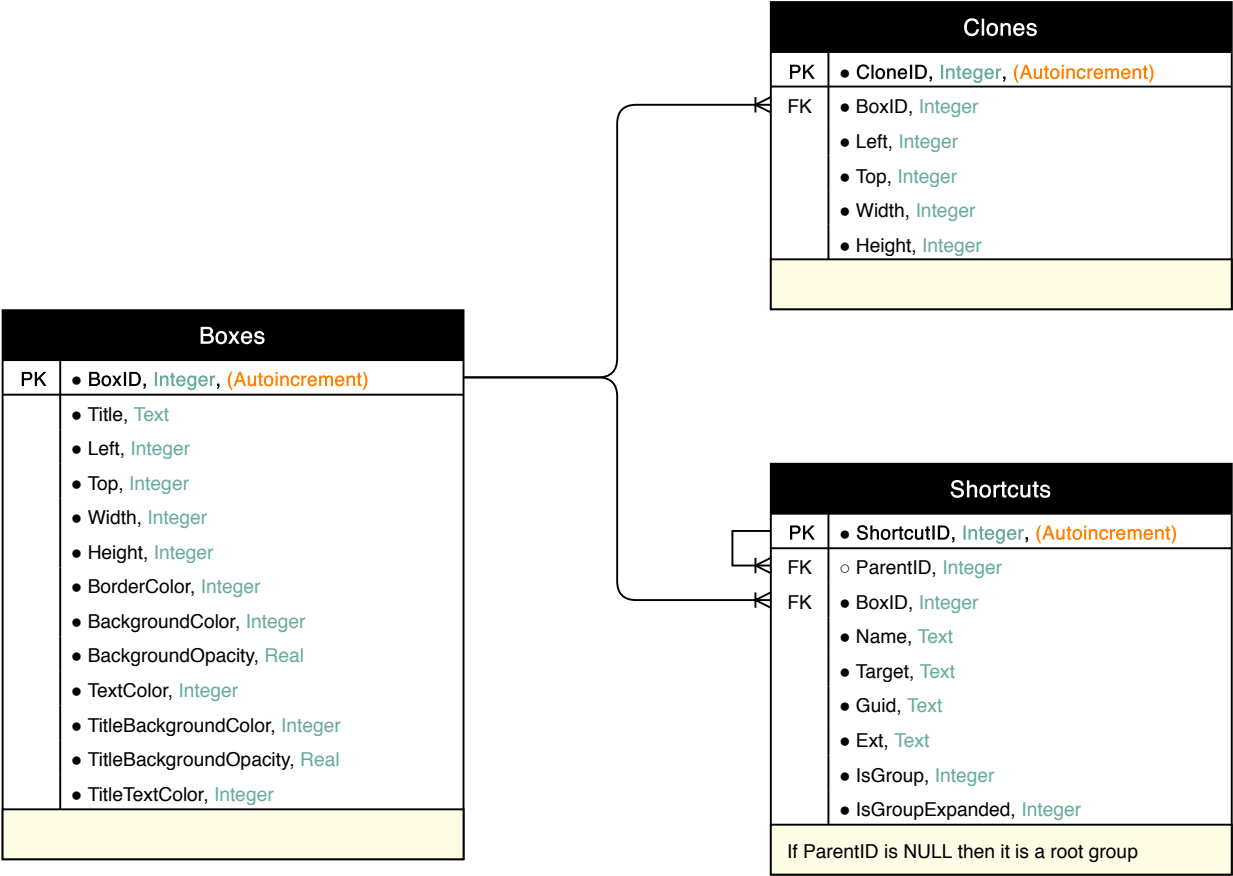 Clones
PK ● CloneID, Integer, (Autoincrement)
FK ● BoxID, Integer
● Left, Integer
● Top, Integer
● Width, Integer
● Height, Integer
Boxes
PK ● BoxID, Integer, (Autoincrement)
● Title, Text
● Left, Integer
● Top, Integer
● Width, Integer
● Height, Integer
● BorderColor, Integer
● BackgroundColor, Integer
● BackgroundOpacity, Real
● TextColor, Integer
● TitleBackgroundColor, Integer
● TitleBackgroundOpacity, Real
● TitleTextColor, Integer
Shortcuts
PK ● ShortcutID, Integer, (Autoincrement)
FK ○ ParentID, Integer
FK ● BoxID, Integer
● Name, Text
● Target, Text
● Guid, Text
● Ext, Text
● IsGroup, Integer
● IsGroupExpanded, Integer
If ParentID is NULL then it is a root group